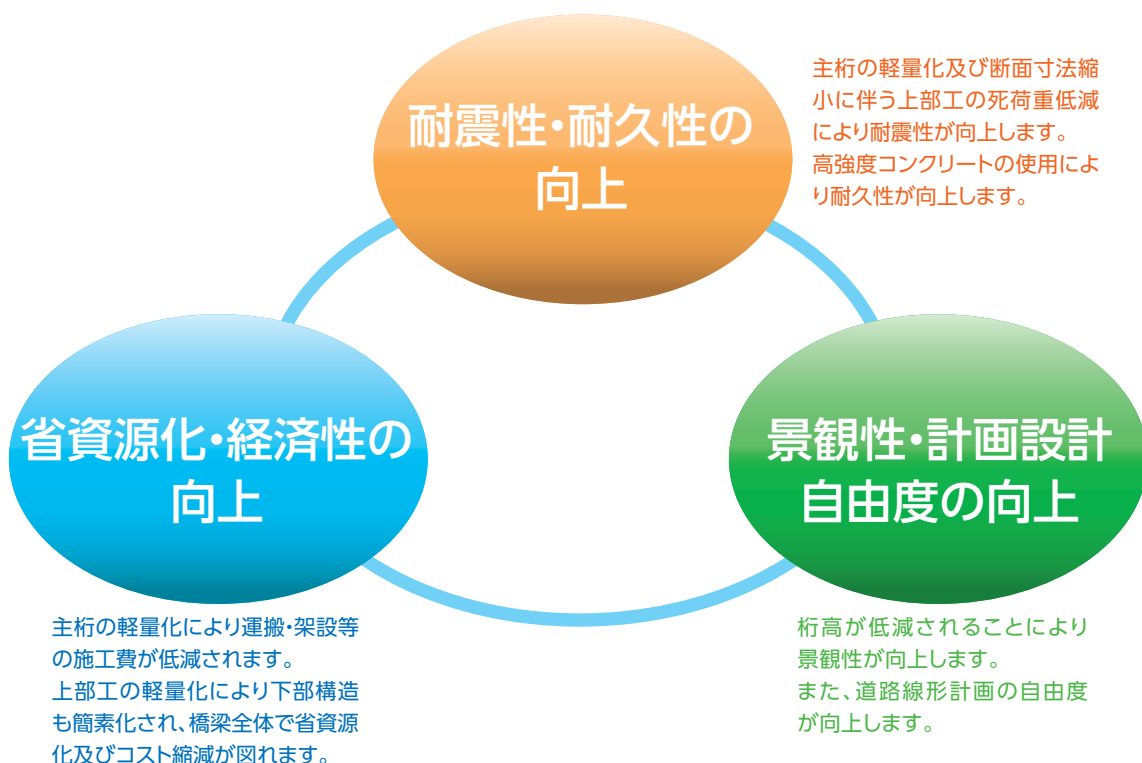 耐震性・耐久性の
向上
主桁の軽量化及び断面寸法縮
小に伴う上部工の死荷重低減
により耐震性が向上します。
高強度コンクリートの使用によ
り耐久性が向上します。
省資源化・経済性の
向上
主桁の軽量化により運搬・架設等
の施工費が低減されます。
上部工の軽量化により下部構造
も簡素化され、橋梁全体で省資源
化及びコスト縮減が図れます。
景観性・計画設計
自由度の向上
桁高が低減されることにより
景観性が向上します。
また、道路線形計画の自由度
が向上します。